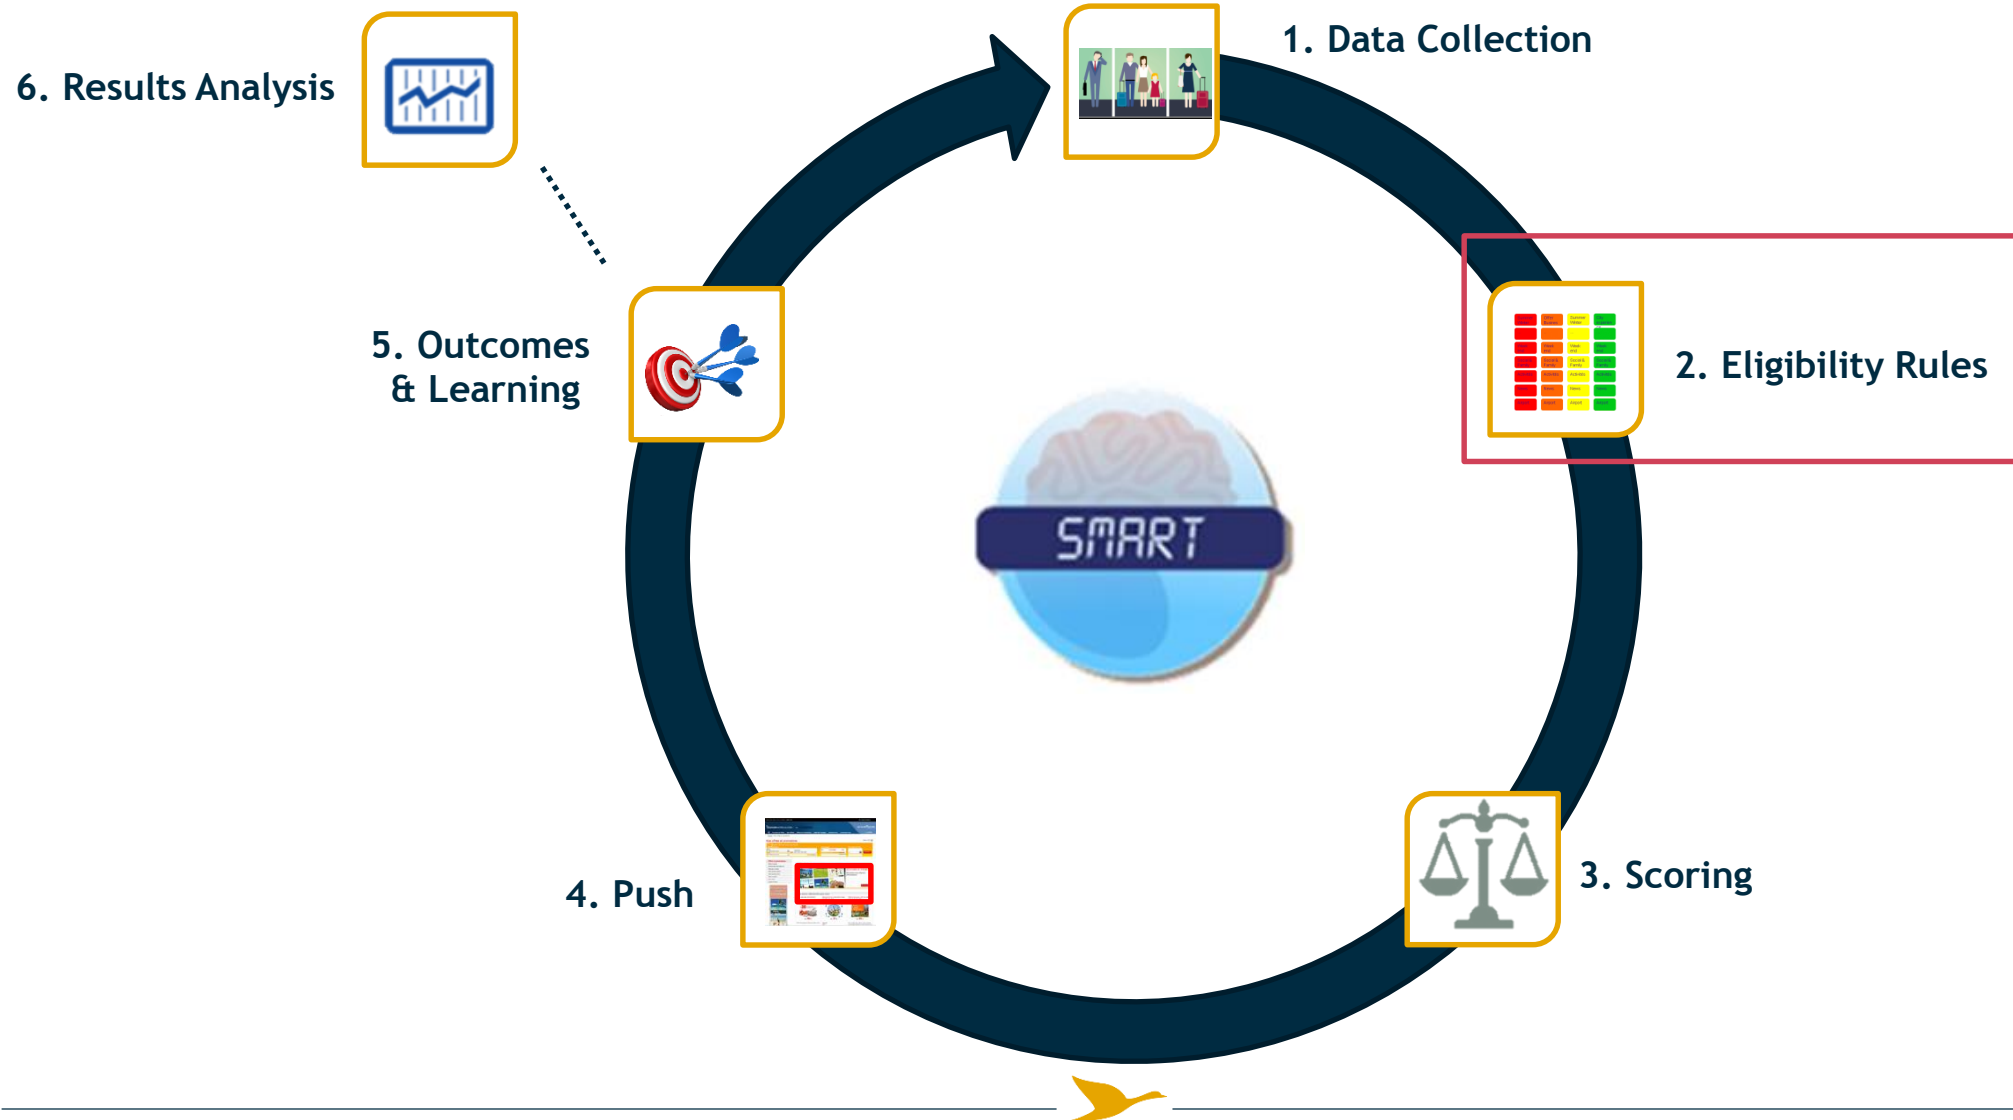 1. Data Collection
6. Results Analysis
5. Outcomes
& Learning
2. Eligibility Rules
SMART
3. Scoring
4. Push